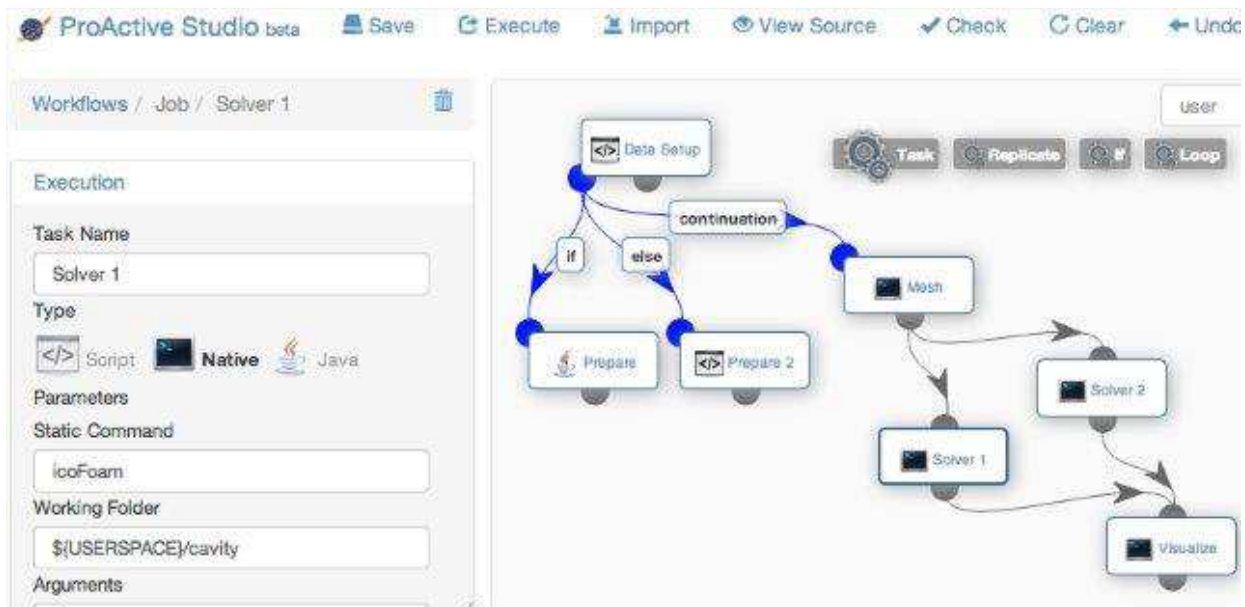 ProActive Studio beta Save Execute Import View Source Check Clear Undo
Workflows / Job / Solver 1
user
Task Replicate If Loop
Execution
Task Name
Solver 1
Type
</> Script Native Java
Parameters
Static Command
icoFoam
Working Folder
${USERSPACE}/cavity
Arguments
</> Data Setup
continuation
if else
Mesh
Prepare </> Prepare 2
Solver 2
Solver 1
Visualize